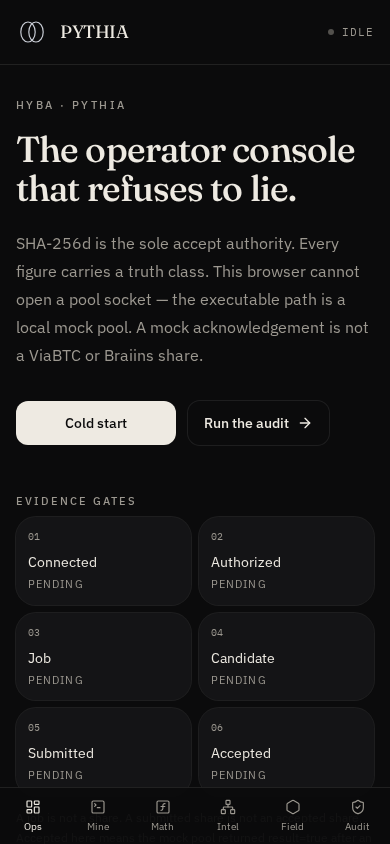 PYTHIA
IDLE
HYBA · PYTHIA
The operator console
that refuses to lie.
SHA-256d is the sole accept authority. Every
figure carries a truth class. This browser cannot
open a pool socket — the executable path is a
local mock pool. A mock acknowledgement is not
a ViaBTC or Braiins share.
Cold start
Run the audit →
EVIDENCE GATES
01
Connected
PENDING
02
Authorized
PENDING
03
Job
PENDING
04
Candidate
PENDING
05
Submitted
PENDING
06
Accepted
PENDING
Ops
Mine
Math
Intel
Field
Audit